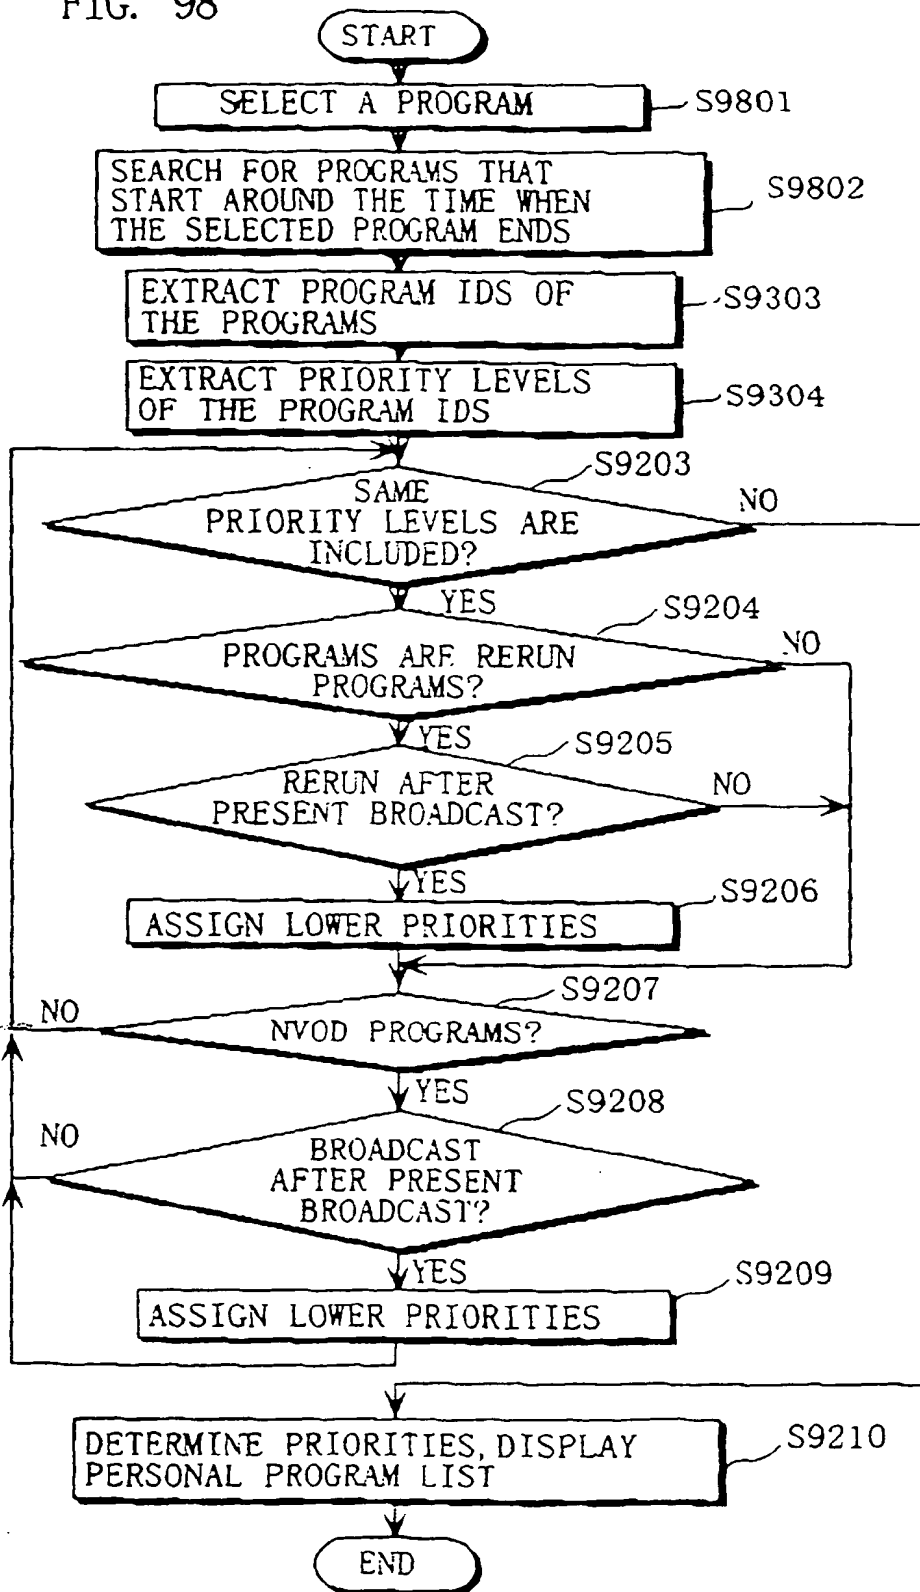 FIG. 98
START
SELECT A PROGRAM
S9801
SEARCH FOR PROGRAMS THAT
START AROUND THE TIME WHEN
THE SELECTED PROGRAM ENDS
S9802
EXTRACT PROGRAM IDS OF
THE PROGRAMS
S9303
EXTRACT PRIORITY LEVELS
OF THE PROGRAM IDS
S9304
S9203
SAME
PRIORITY LEVELS ARE
INCLUDED?
NO
YES
S9204
PROGRAMS ARE RERUN
PROGRAMS?
NO
YES
S9205
RERUN AFTER
PRESENT BROADCAST?
NO
YES
S9206
ASSIGN LOWER PRIORITIES
S9207
NO
NVOD PROGRAMS?
YES
S9208
NO
BROADCAST
AFTER PRESENT
BROADCAST?
YES
S9209
ASSIGN LOWER PRIORITIES
S9210
DETERMINE PRIORITIES, DISPLAY
PERSONAL PROGRAM LIST
END